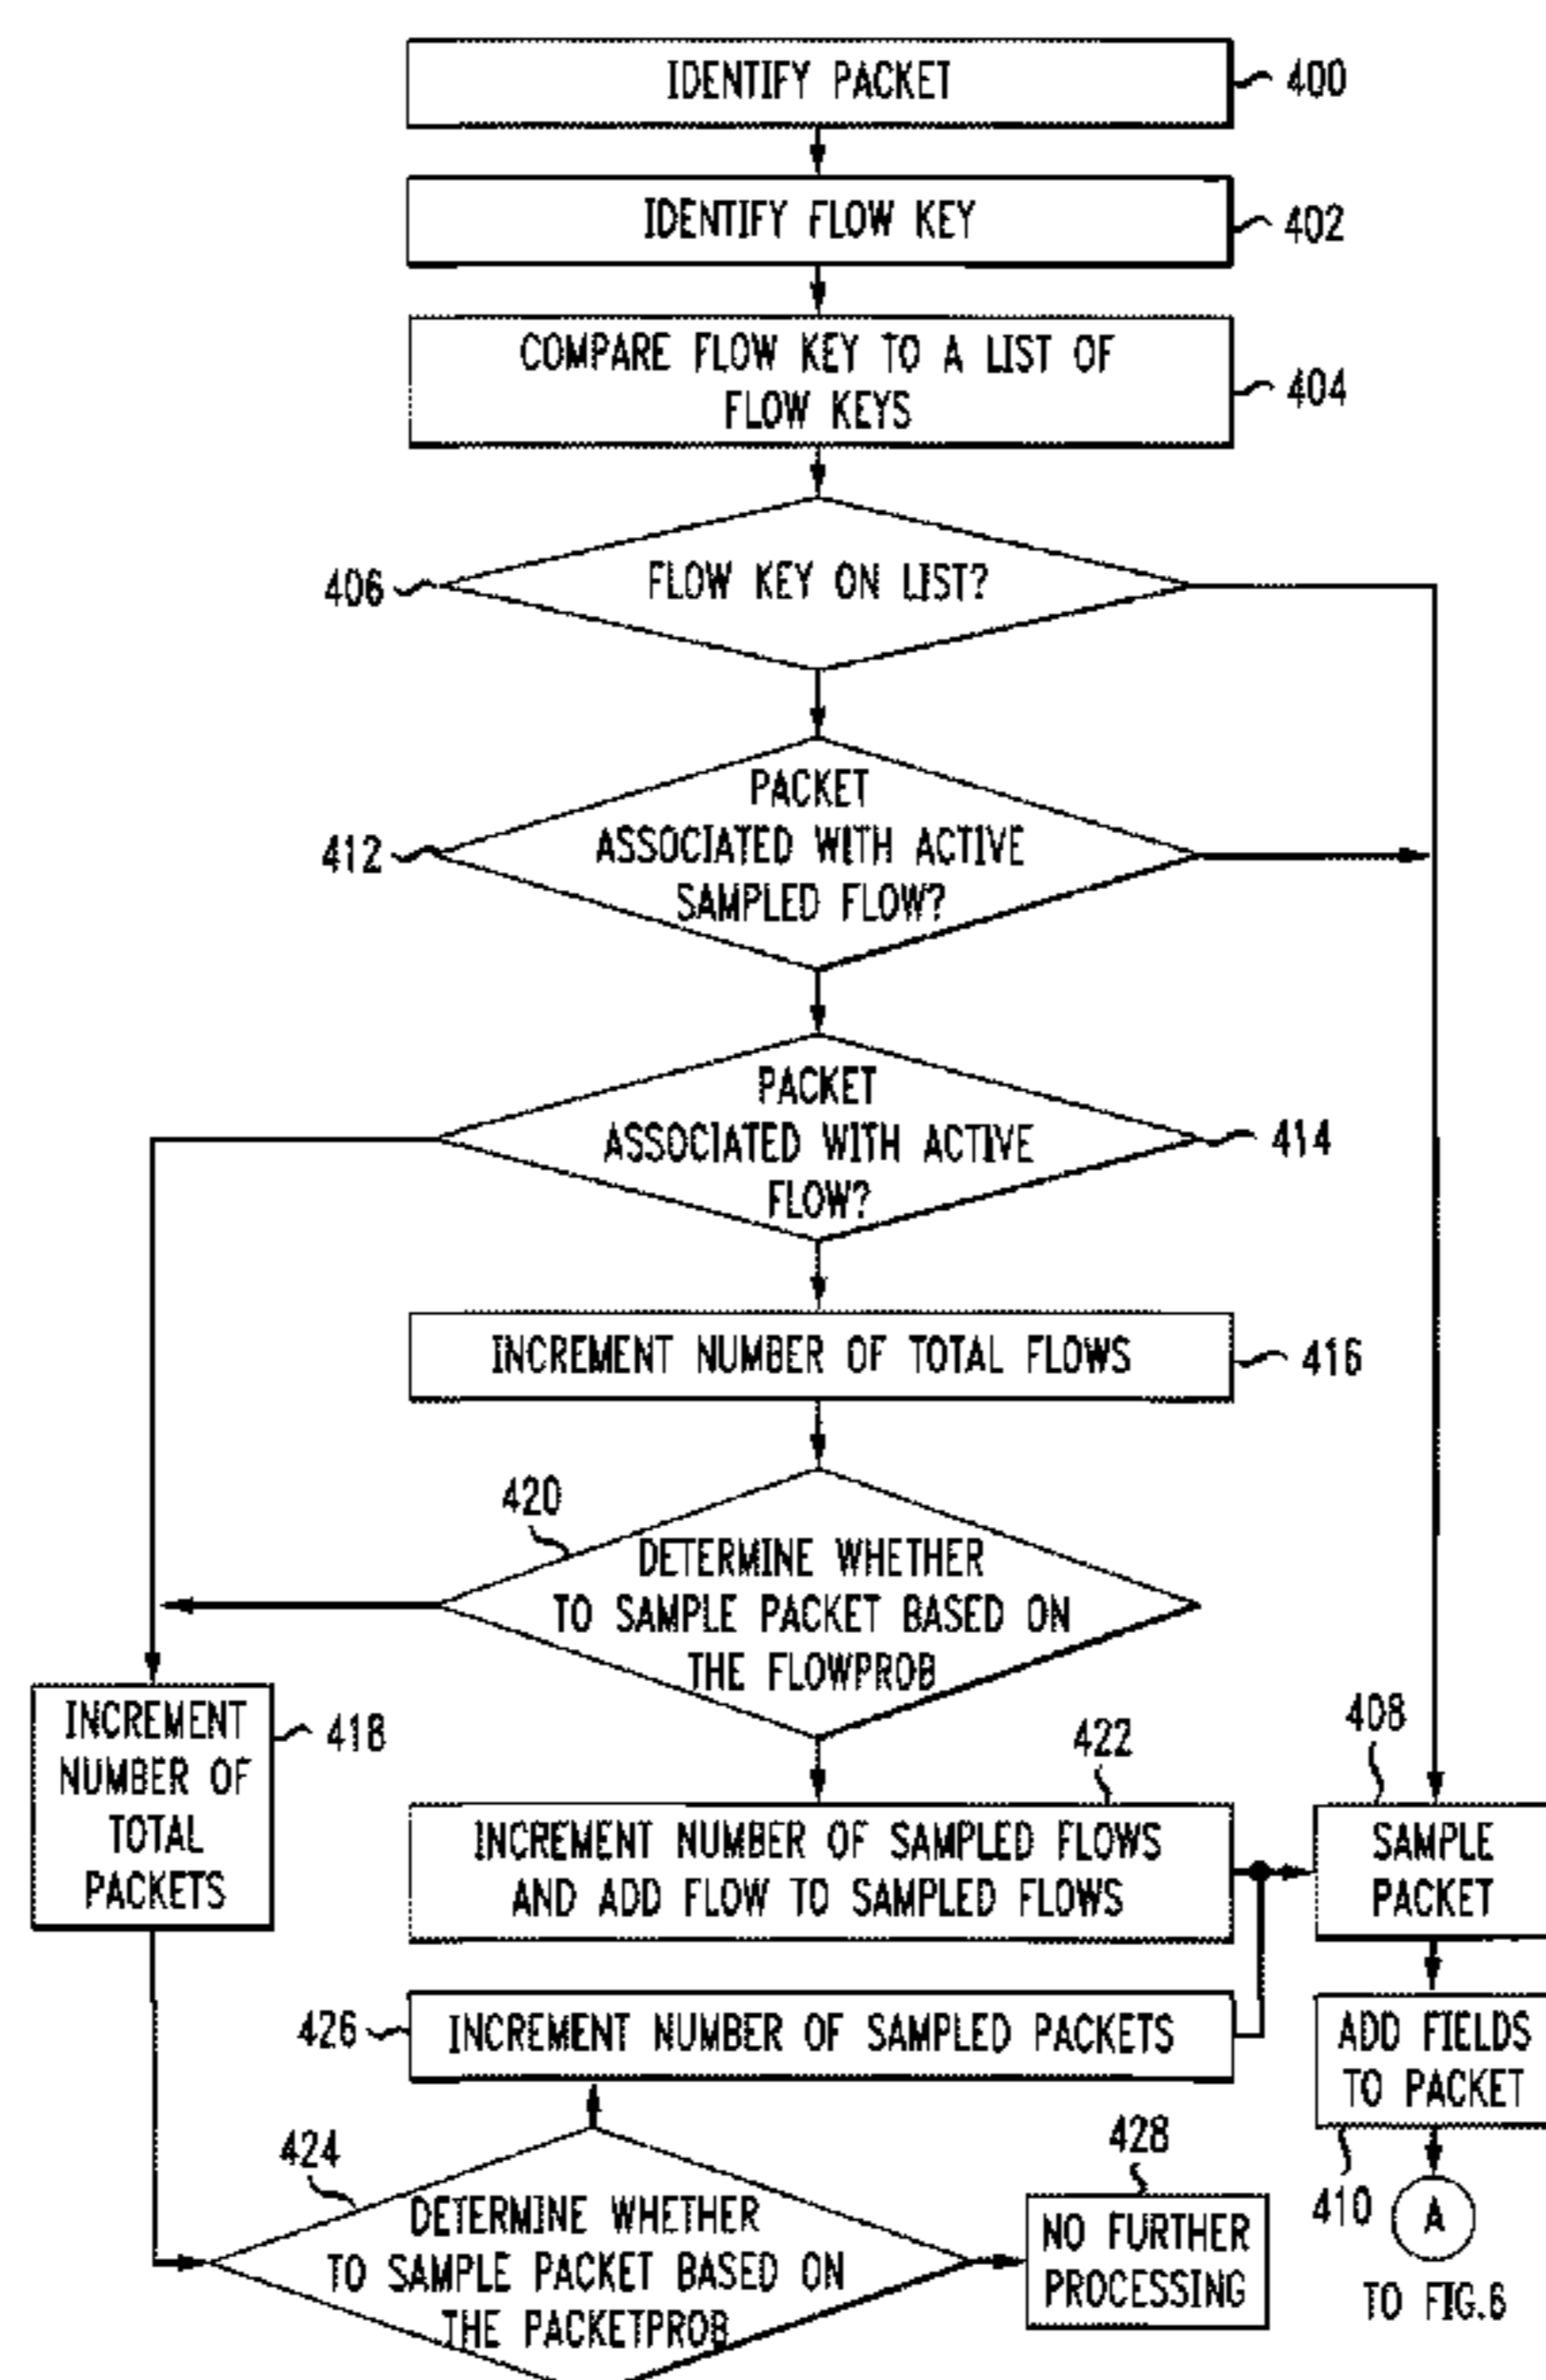 IDENTIFY PACKET
400
IDENTIFY FLOW KEY
402
COMPARE FLOW KEY TO A LIST OF
FLOW KEYS
404
406
FLOW KEY ON LIST?
412
PACKET
ASSOCIATED WITH ACTIVE
SAMPLED FLOW?
PACKET
ASSOCIATED WITH ACTIVE
FLOW?
414
INCREMENT NUMBER OF TOTAL FLOWS
416
420
DETERMINE WHETHER
TO SAMPLE PACKET BASED ON
THE FLOWPROB
INCREMENT
NUMBER OF
TOTAL
PACKETS
418
422
INCREMENT NUMBER OF SAMPLED FLOWS
AND ADD FLOW TO SAMPLED FLOWS
408
SAMPLE
PACKET
426
INCREMENT NUMBER OF SAMPLED PACKETS
ADD FIELDS
TO PACKET
410
424
DETERMINE WHETHER
TO SAMPLE PACKET BASED ON
THE PACKETPROB
428
NO FURTHER
PROCESSING
A
TO FIG.6